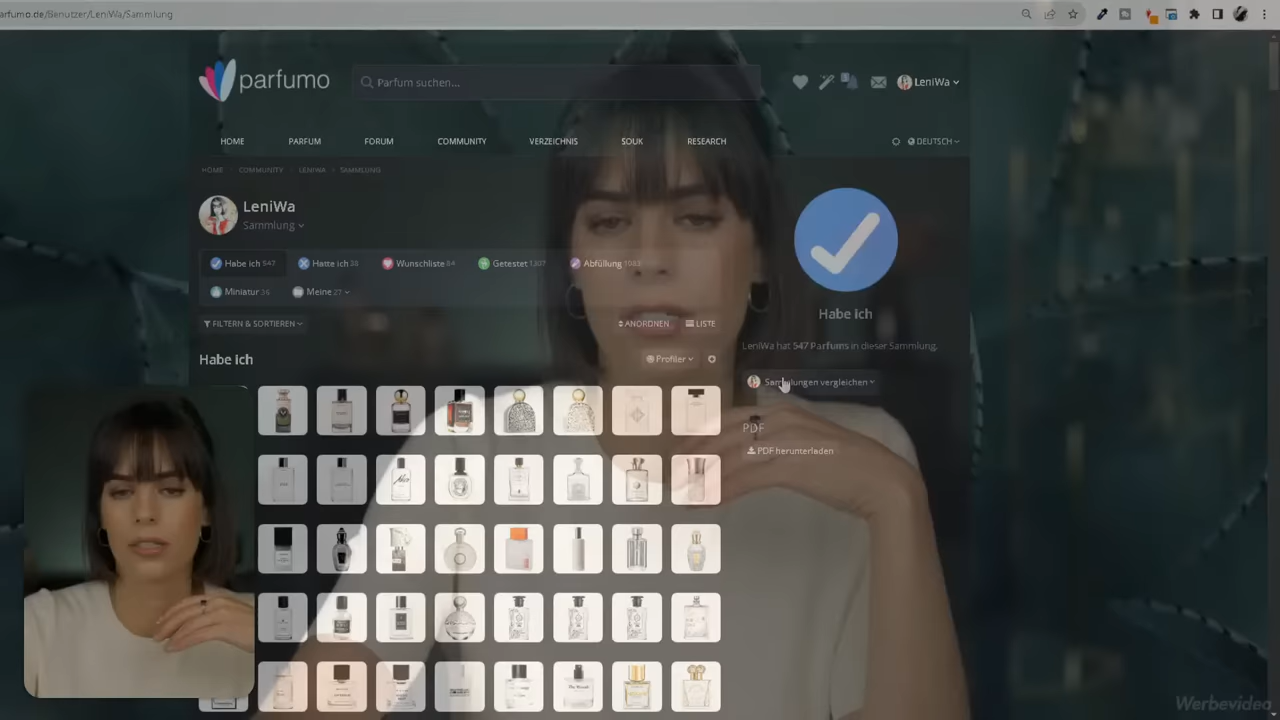 arfumo.de/Benutzer/LeniWa/Sammlung
parfumo
Parfum suchen...
LeniWa
HOME
PARFUM
FORUM
COMMUNITY
VERZEICHNIS
SOUK
RESEARCH
DEUTSCH
HOME
COMMUNITY
LENIWA
SAMMLUNG
LeniWa
Sammlung
Habe ich 547
Hatte ich 38
Wunschliste 84
Getestet
Abfüllung
Miniatur 36
Meine 27
FILTERN & SORTIEREN
ANORDNEN
LISTE
Habe ich
Profiler
Habe ich
LeniWa hat 547 Parfums in dieser Sammlung.
Sammlungen vergleichen
PDF
PDF herunterladen
Werbevideo